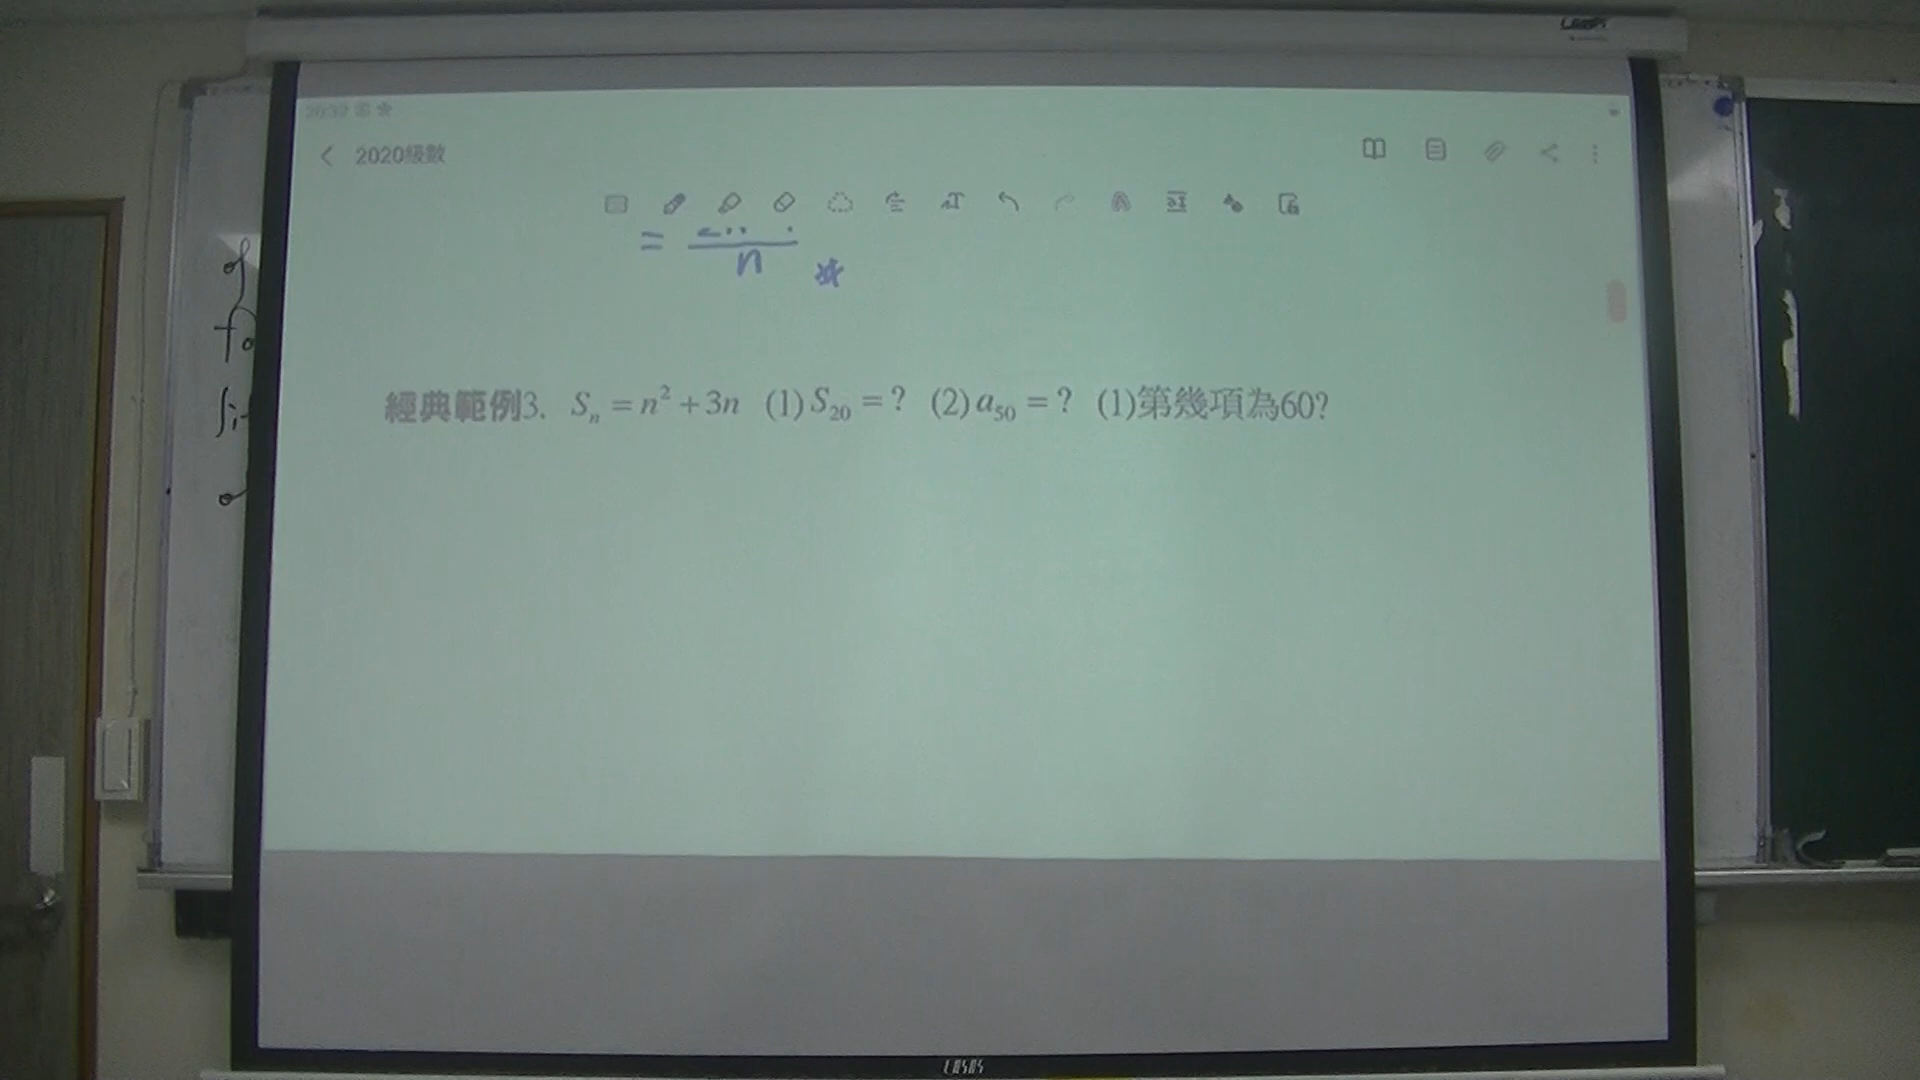 2020級數
= n
經典範例3. Sₙ = n² + 3n (1) S₂₀ = ? (2) a₅₀ = ? (1)第幾項為60?